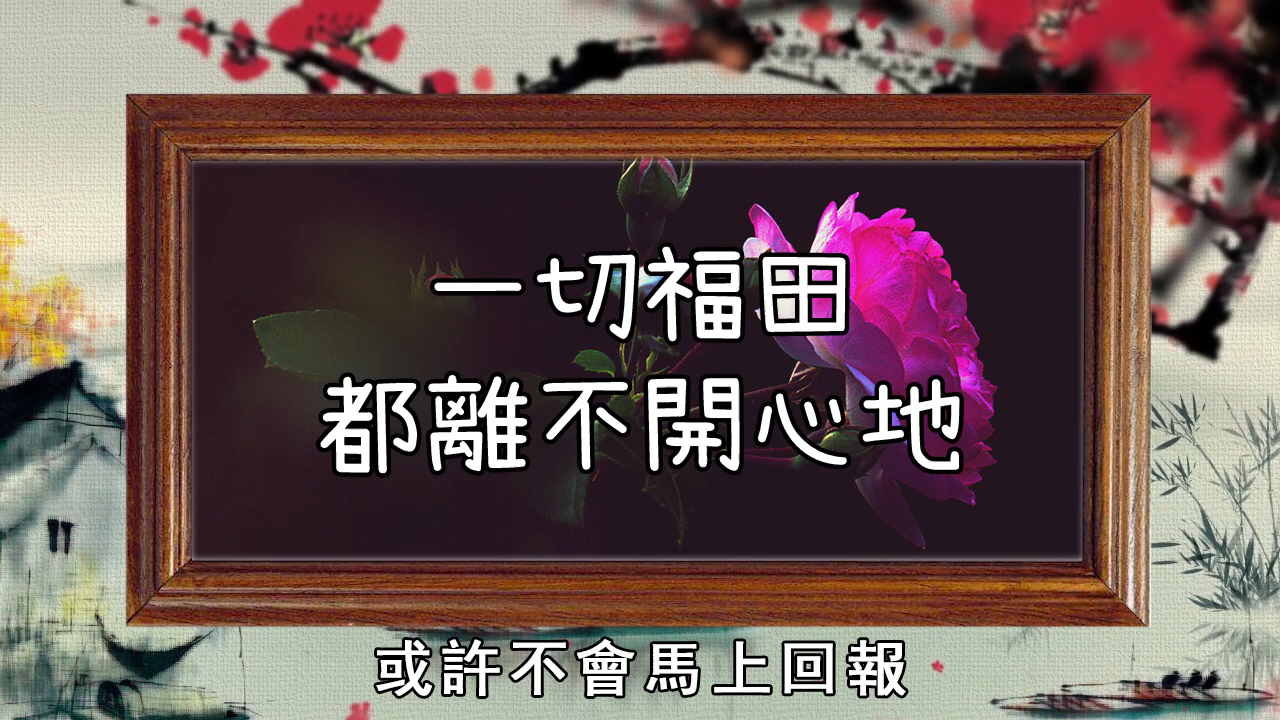 一切福田
都離不開心地
或許不會馬上回報